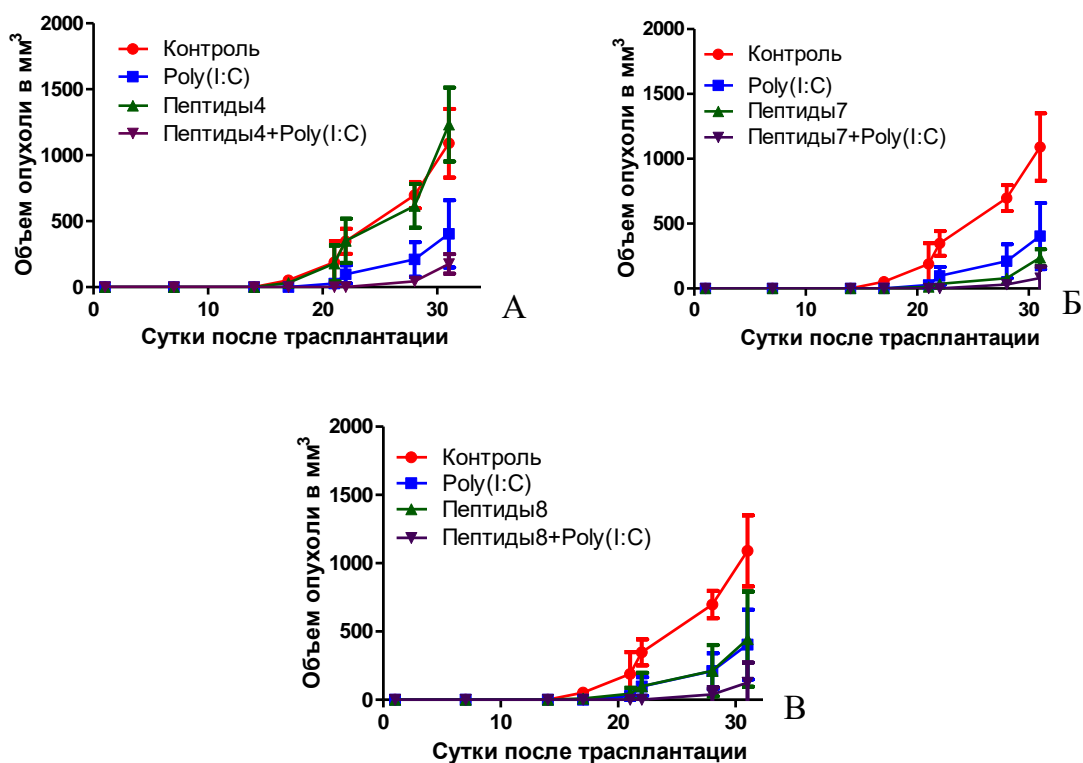 2000
1500
1000
500
0
Объем опухоли в мм³
Контроль
Poly(I:C)
Пептиды4
Пептиды4+Poly(I:C)
0 10 20 30
Сутки после трасплантации
А
2000
1500
1000
500
0
Объем опухоли в мм³
Контроль
Poly(I:C)
Пептиды7
Пептиды7+Poly(I:C)
0 10 20 30
Сутки после трасплантации
Б
2000
1500
1000
500
0
Объем опухоли в мм³
Контроль
Poly(I:C)
Пептиды8
Пептиды8+Poly(I:C)
0 10 20 30
Сутки после трасплантации
В